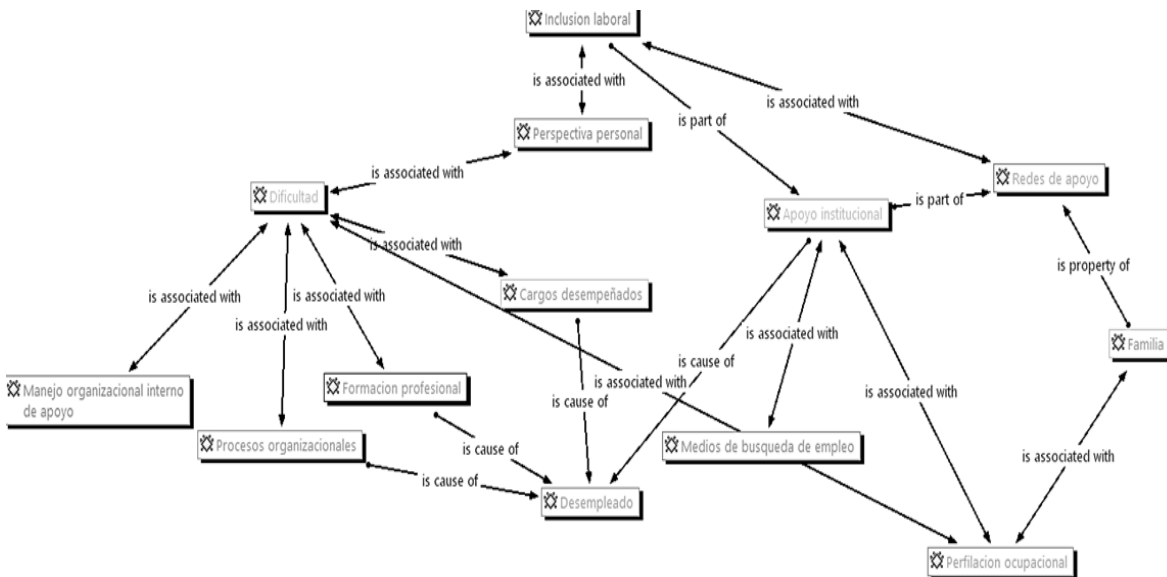 Inclusion laboral
is associated with
is associated with
is part of
Perspectiva personal
is associated with
Redes de apoyo
Dificultad
is part of
Apoyo institucional
is associated with
is property of
Cargos desempeñados
is associated with
is associated with
is associated with
is associated with
Familia
is cause of
Manejo organizacional interno
de apoyo
Formacion profesional
is associated with
is associated with
is cause of
Procesos organizacionales
is cause of
Medios de busqueda de empleo
is associated with
is cause of
Desempleado
Perfilacion ocupacional